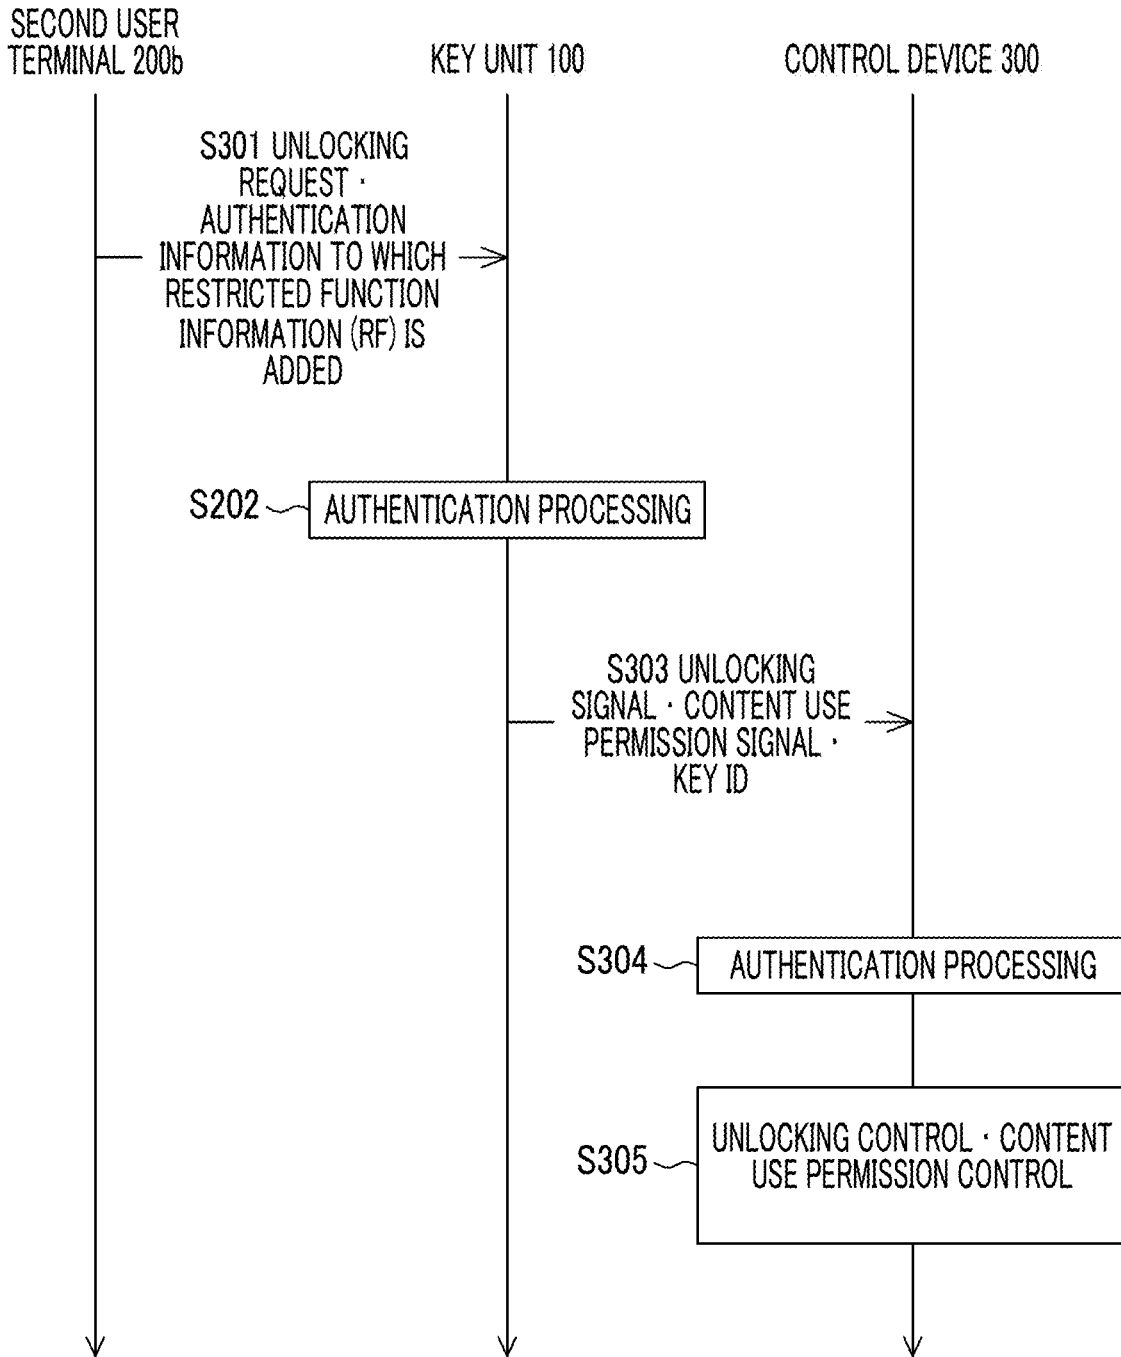 SECOND USER
TERMINAL 200b
KEY UNIT 100
CONTROL DEVICE 300
S301 UNLOCKING
REQUEST ·
AUTHENTICATION
INFORMATION TO WHICH
RESTRICTED FUNCTION
INFORMATION (RF) IS
ADDED
S202
AUTHENTICATION PROCESSING
S303 UNLOCKING
SIGNAL · CONTENT USE
PERMISSION SIGNAL ·
KEY ID
S304
AUTHENTICATION PROCESSING
S305
UNLOCKING CONTROL · CONTENT
USE PERMISSION CONTROL